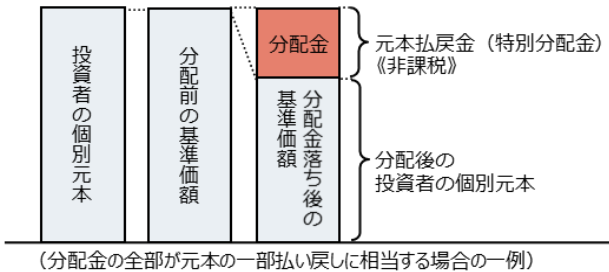 投資者の個別元本
分配前の基準価額
分配金
分配金落ち後の
基準価額
元本払戻金（特別分配金）
《非課税》
分配後の
投資者の個別元本
（分配金の全部が元本の一部払い戻しに相当する場合の一例）